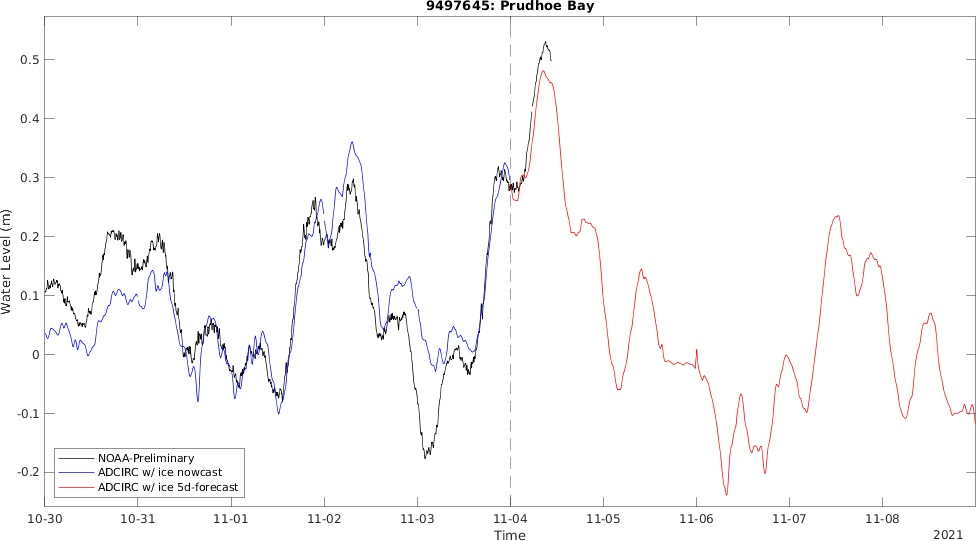 9497645: Prudhoe Bay
Water Level (m)
0.5
0.4
0.3
0.2
0.1
0
-0.1
-0.2
NOAA-Preliminary
ADCIRC w/ ice nowcast
ADCIRC w/ ice 5d-forecast
10-30 10-31 11-01 11-02 11-03 11-04 11-05 11-06 11-07 11-08
Time
2021